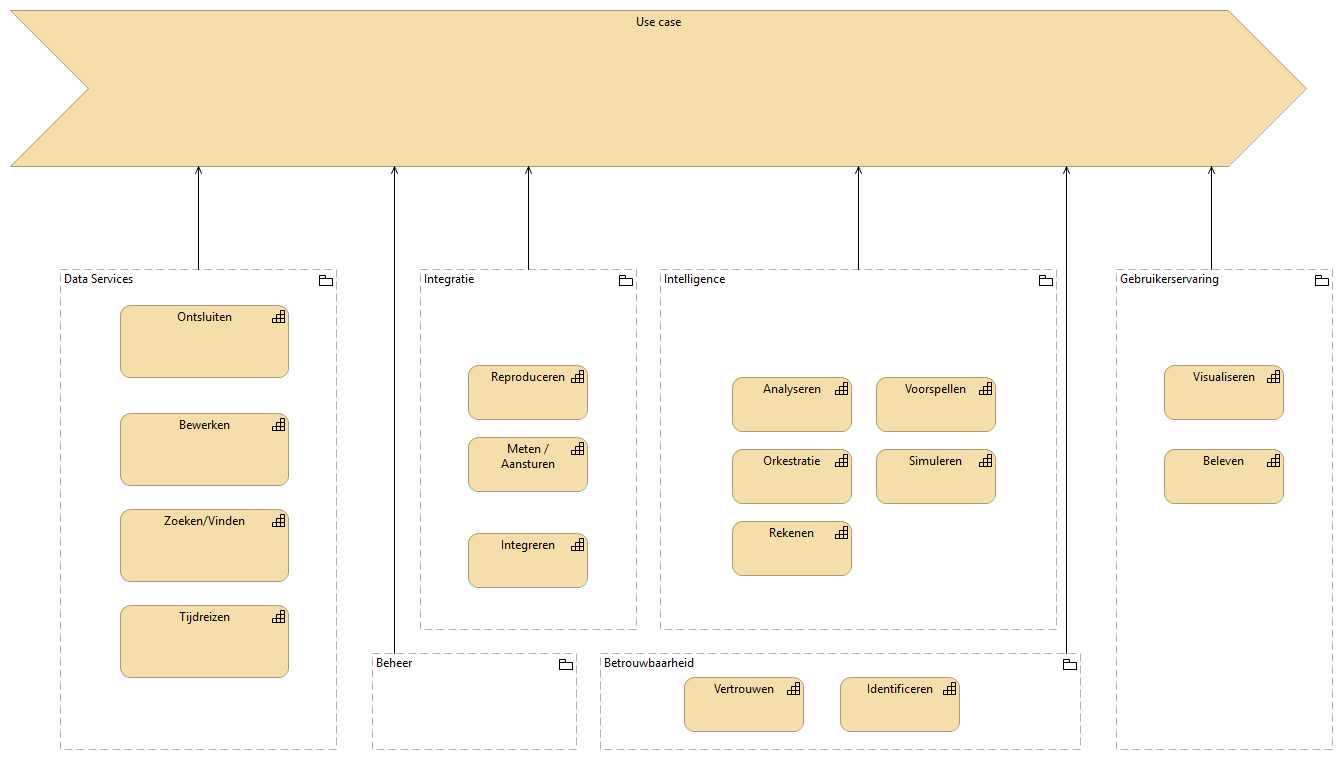 Use case
Data Services
Ontsluiten
Bewerken
Zoeken/Vinden
Tijdreizen
Integratie
Reproduceren
Meten /
Aansturen
Integreren
Intelligence
Analyseren
Voorspellen
Orkestratie
Simuleren
Rekenen
Gebruikerservaring
Visualiseren
Beleven
Beheer
Betrouwbaarheid
Vertrouwen
Identificeren